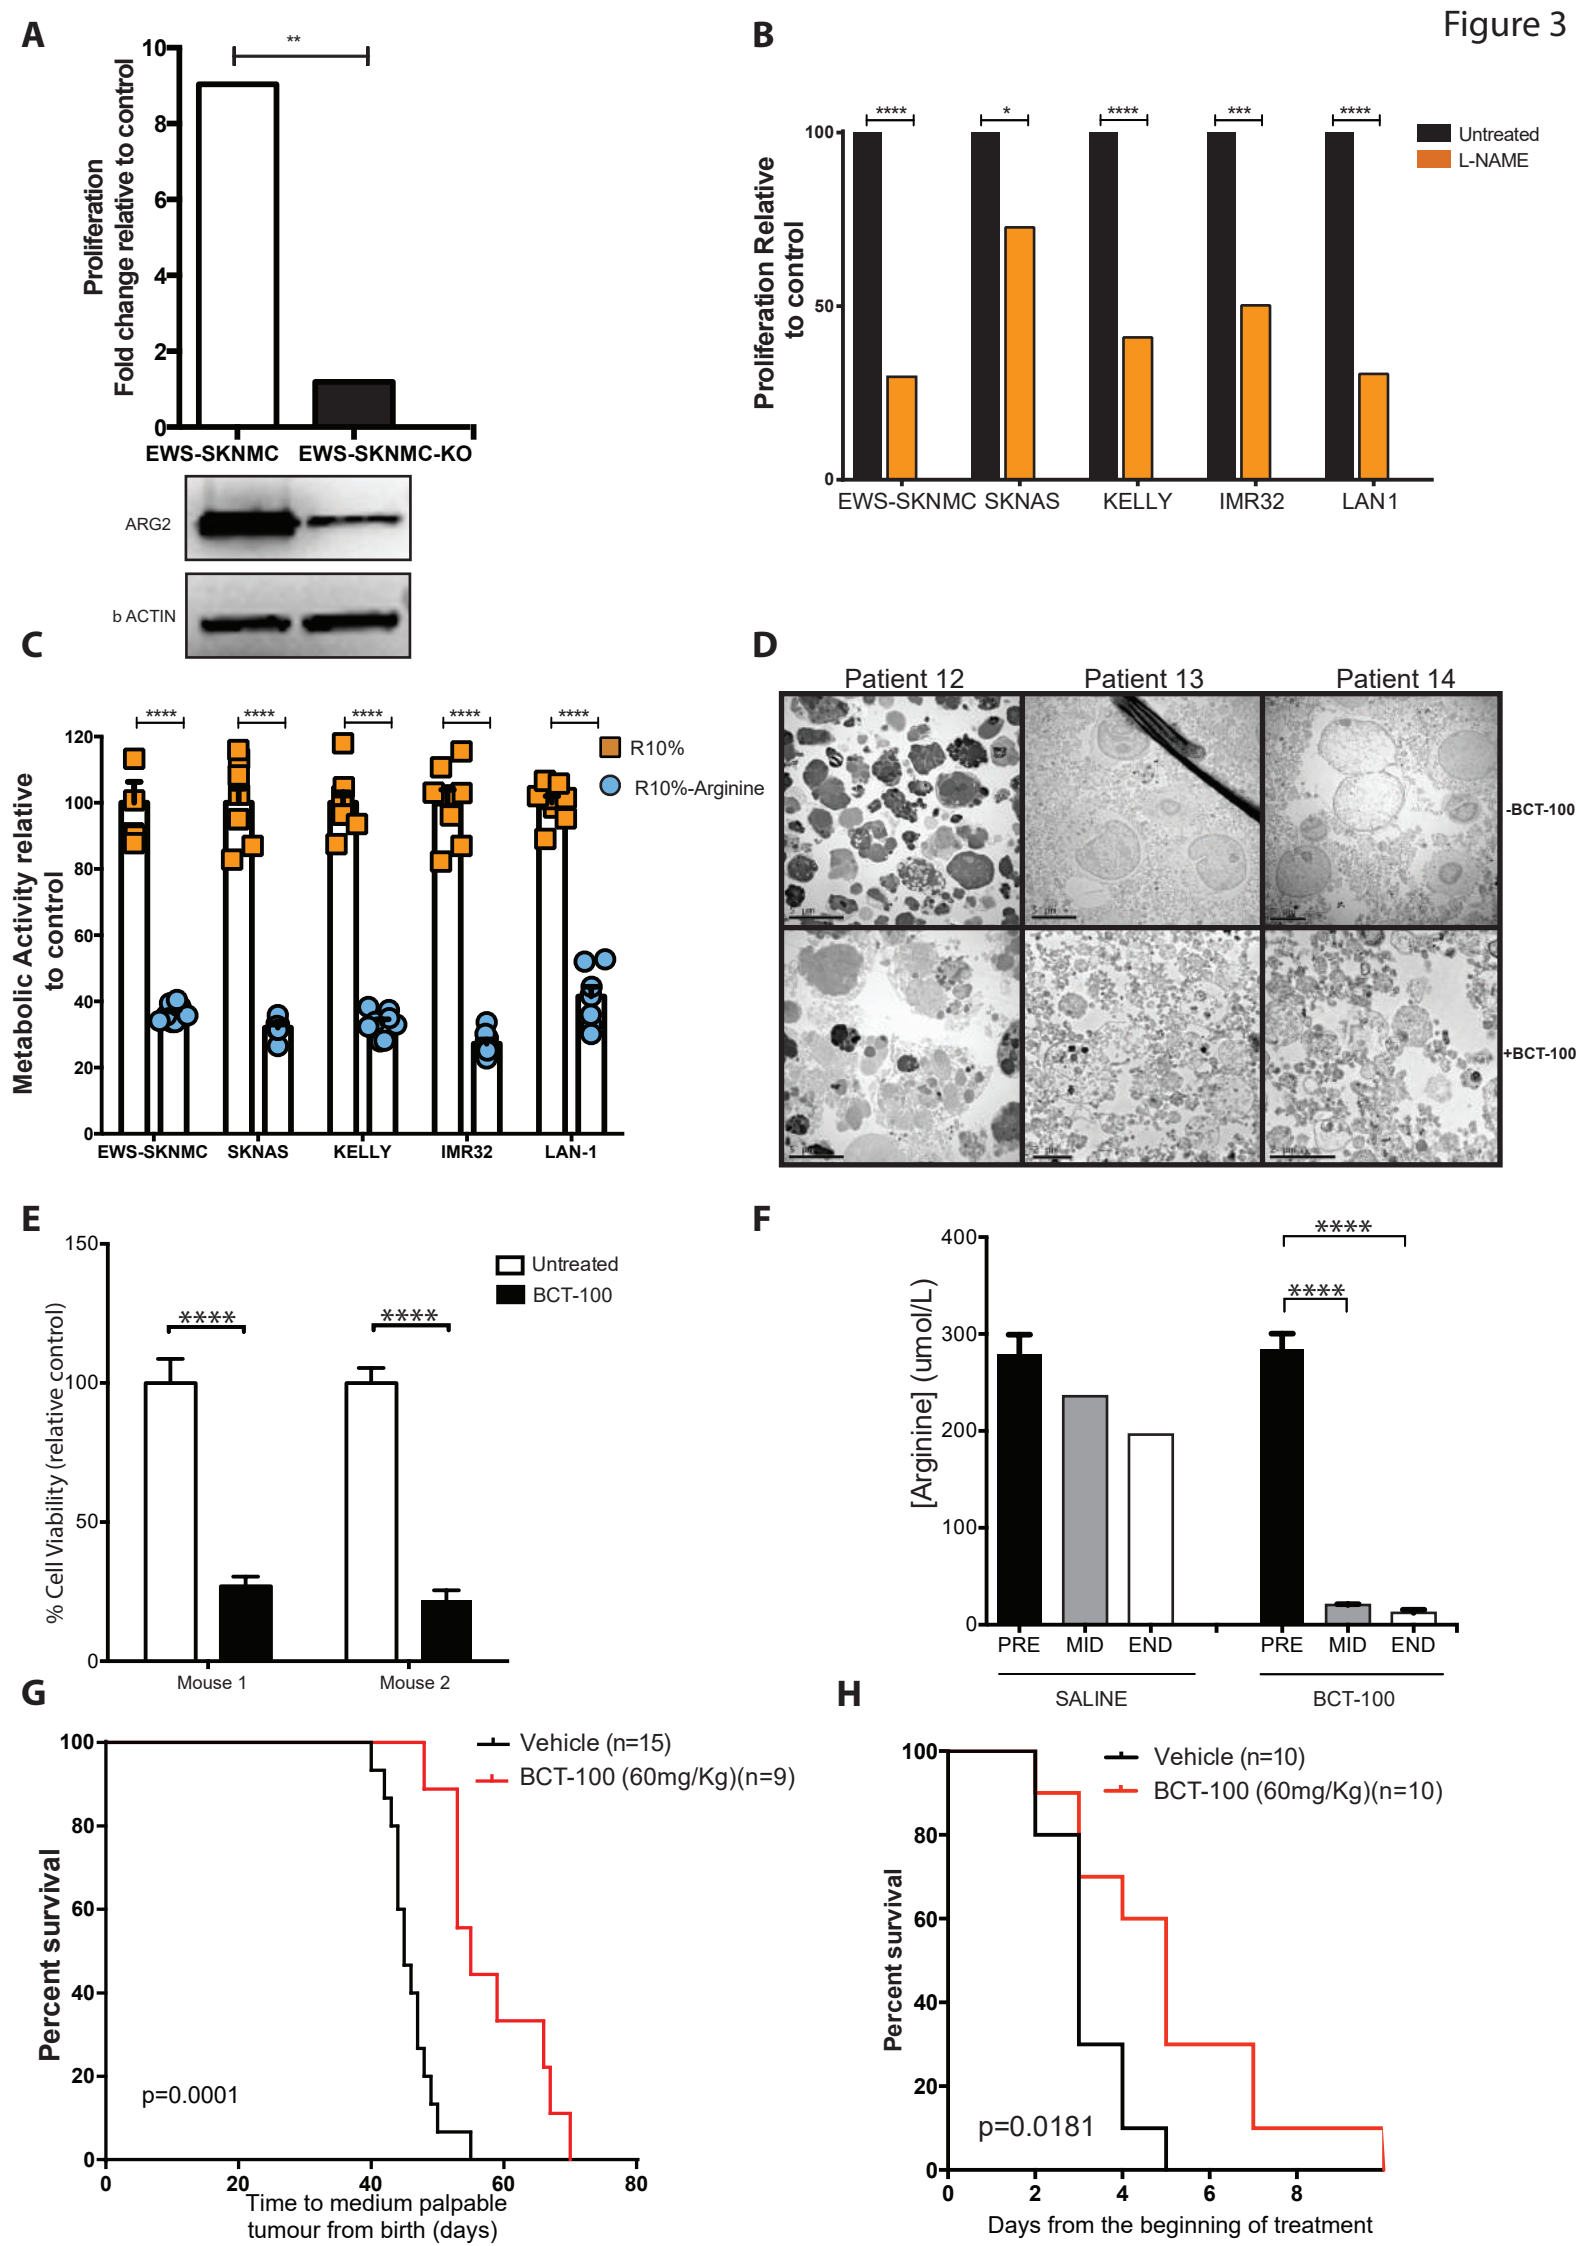 Figure 3
A
**
10
8
6
4
2
0
Proliferation
Fold change relative to control
EWS-SKNMC EWS-SKNMC-KO
ARG2
b ACTIN
B
**** * **** *** ****
Untreated
L-NAME
100
50
0
Proliferation Relative
to control
EWS-SKNMC SKNAS KELLY IMR32 LAN1
C
**** **** **** **** ****
R10%
R10%-Arginine
120
100
80
60
40
20
0
Metabolic Activity relative
to control
EWS-SKNMC SKNAS KELLY IMR32 LAN-1
D
Patient 12 Patient 13 Patient 14
-BCT-100
+BCT-100
5 µm
5 µm
5 µm
E
150
100
50
0
% Cell Viability (relative control)
**** ****
Untreated
BCT-100
Mouse 1 Mouse 2
F
400
300
200
100
0
[Arginine] (umol/L)
****
****
PRE MID END PRE MID END
SALINE BCT-100
G
100
80
60
40
20
0
Percent survival
Vehicle (n=15)
BCT-100 (60mg/Kg)(n=9)
p=0.0001
0 20 40 60 80
Time to medium palpable
tumour from birth (days)
H
100
80
60
40
20
0
Percent survival
Vehicle (n=10)
BCT-100 (60mg/Kg)(n=10)
p=0.0181
0 2 4 6 8
Days from the beginning of treatment